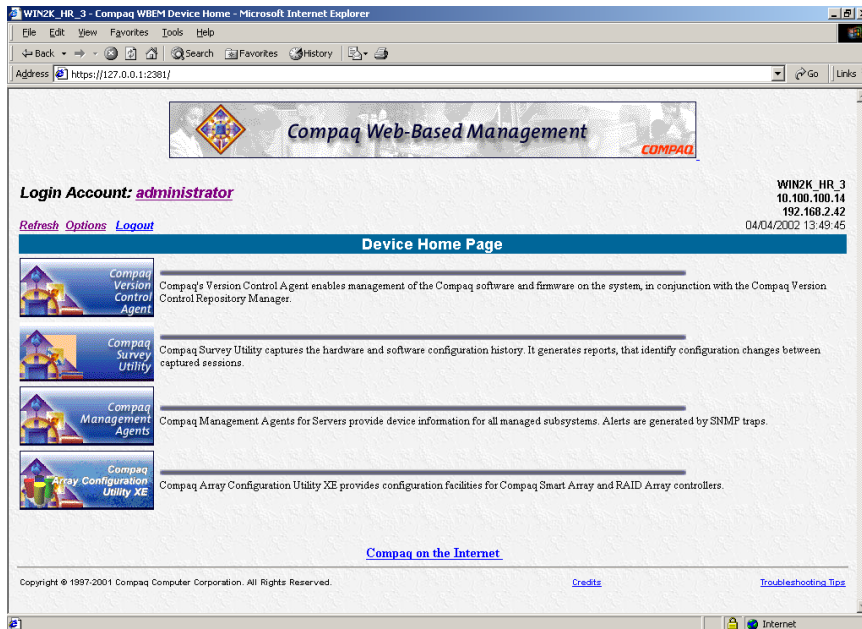 WIN2K_HR_3 - Compaq WBEM Device Home - Microsoft Internet Explorer
File Edit View Favorites Tools Help
Back Search Favorites History
Address https://127.0.0.1:2381/ Go Links
Compaq Web-Based Management
COMPAQ
Login Account: administrator
WIN2K_HR_3
10.100.100.14
192.168.2.42
Refresh Options Logout
04/04/2002 13:49:45
Device Home Page
Compaq
Version
Control
Agent
Compaq's Version Control Agent enables management of the Compaq software and firmware on the system, in conjunction with the Compaq Version
Control Repository Manager.
Compaq
Survey
Utility
Compaq Survey Utility captures the hardware and software configuration history. It generates reports, that identify configuration changes between
captured sessions.
Compaq
Management
Agents
Compaq Management Agents for Servers provide device information for all managed subsystems. Alerts are generated by SNMP traps.
Compaq
Array Configuration
Utility XE
Compaq Array Configuration Utility XE provides configuration facilities for Compaq Smart Array and RAID Array controllers.
Compaq on the Internet
Copyright © 1997-2001 Compaq Computer Corporation. All Rights Reserved.
Credits
Troubleshooting Tips
Internet